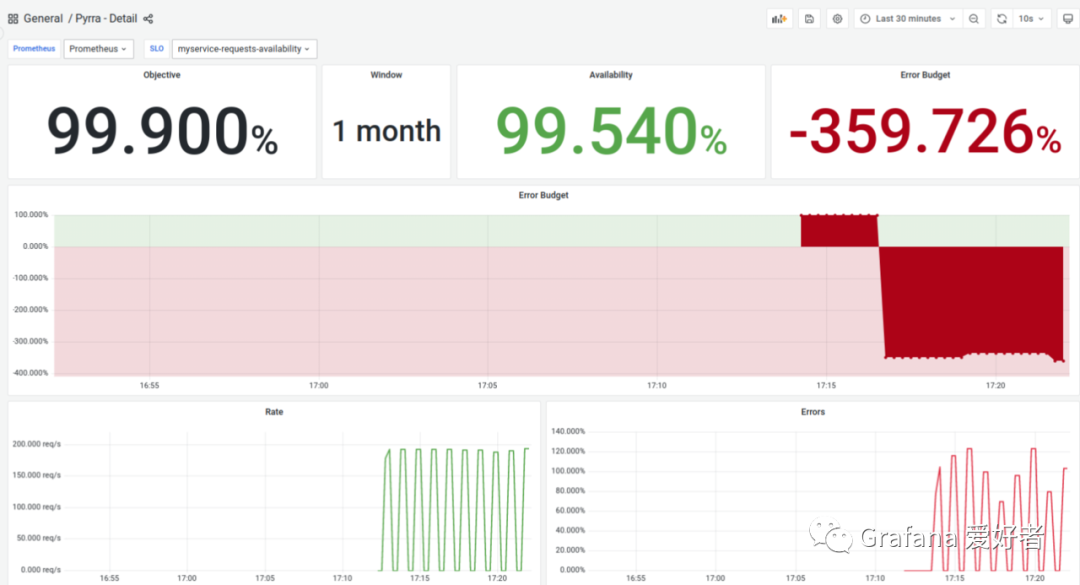 General / Pyrra - Detail
Last 30 minutes
10s
Prometheus
Prometheus
SLO
myservice-requests-availability
Objective
99.900%
Window
1 month
Availability
99.540%
Error Budget
-359.726%
Error Budget
100.000%
0.000%
-100.000%
-200.000%
-300.000%
-400.000%
16:55
17:00
17:05
17:10
17:15
17:20
Rate
200.000 req/s
150.000 req/s
100.000 req/s
50.000 req/s
0.000 req/s
16:55
17:00
17:05
17:10
17:15
17:20
Errors
140.000%
120.000%
100.000%
80.000%
60.000%
40.000%
20.000%
0.000%
16:55
17:00
17:05
17:10
17:15
17:20
Grafana 爱好者